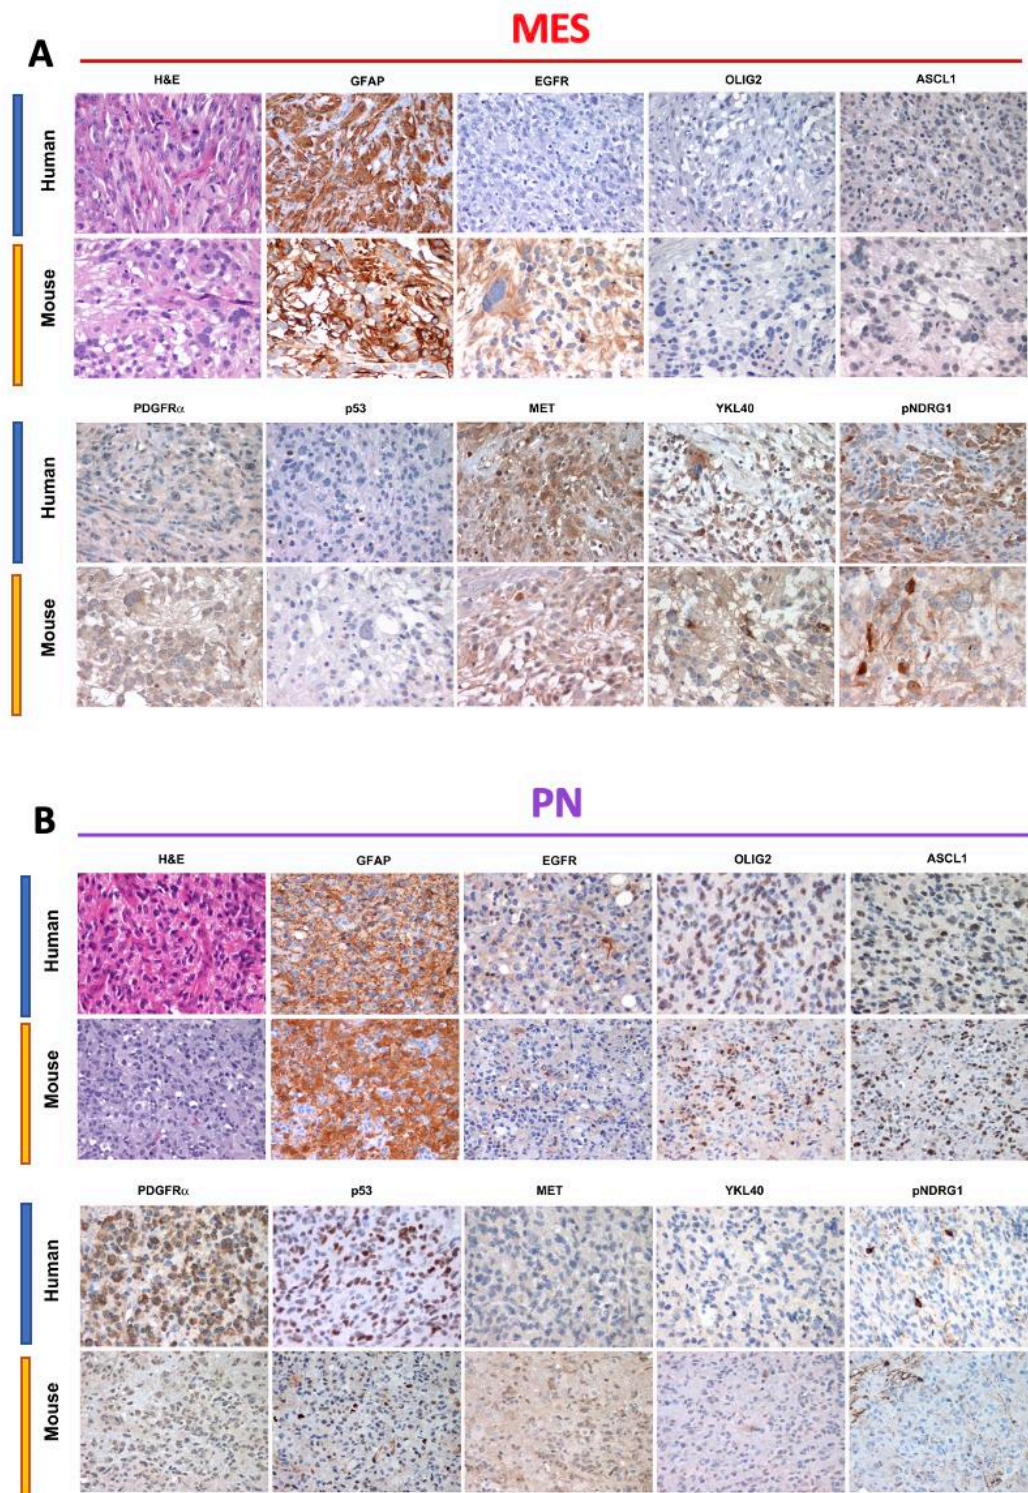 MES
A
H&E GFAP EGFR OLIG2 ASCL1
Human
Mouse
PDGFRα p53 MET YKL40 pNDRG1
Human
Mouse
PN
B
H&E GFAP EGFR OLIG2 ASCL1
Human
Mouse
PDGFRα p53 MET YKL40 pNDRG1
Human
Mouse